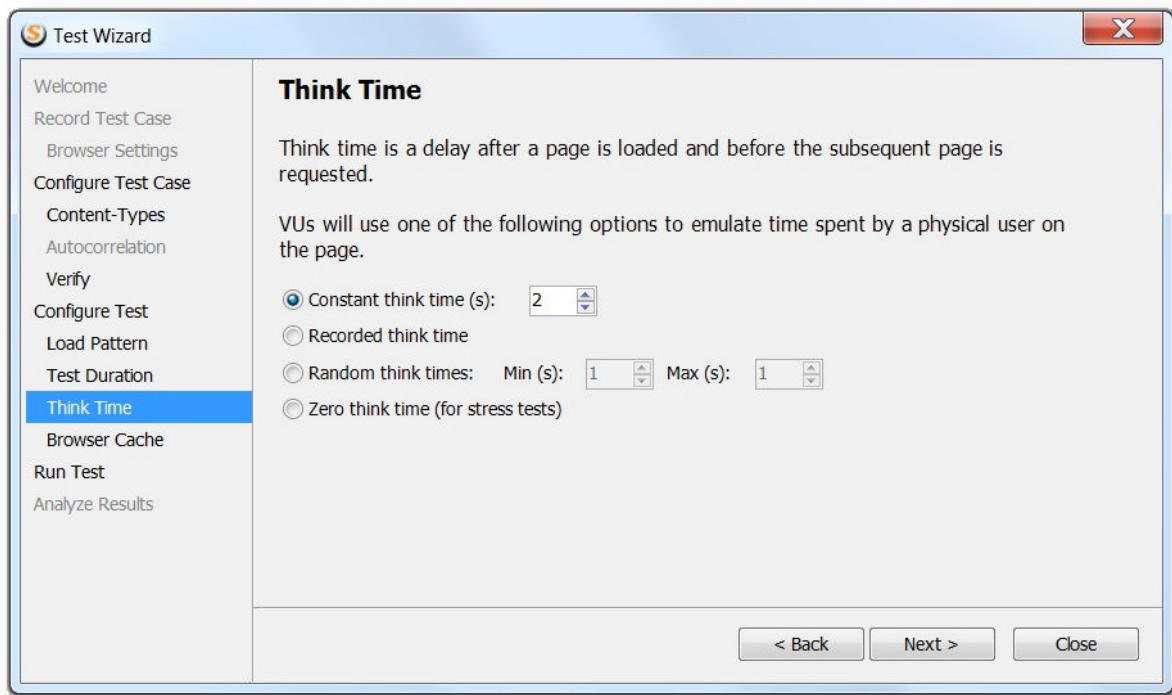 Test Wizard
Welcome
Record Test Case
Browser Settings
Configure Test Case
Content-Types
Autocorrelation
Verify
Configure Test
Load Pattern
Test Duration
Think Time
Browser Cache
Run Test
Analyze Results
Think Time
Think time is a delay after a page is loaded and before the subsequent page is
requested.
VUs will use one of the following options to emulate time spent by a physical user on
the page.
Constant think time (s): 2
Recorded think time
Random think times: Min (s): 1 Max (s): 1
Zero think time (for stress tests)
< Back Next > Close